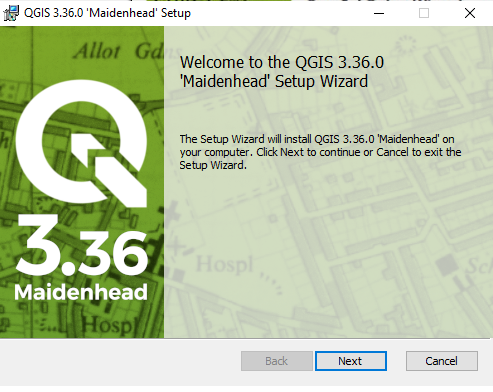 QGIS 3.36.0 'Maidenhead' Setup
Allot Gdns
Welcome to the QGIS 3.36.0
'Maidenhead' Setup Wizard
The Setup Wizard will install QGIS 3.36.0 'Maidenhead' on
your computer. Click Next to continue or Cancel to exit the
Setup Wizard.
3.36
Maidenhead
Hospl
Hospl
Back
Next
Cancel